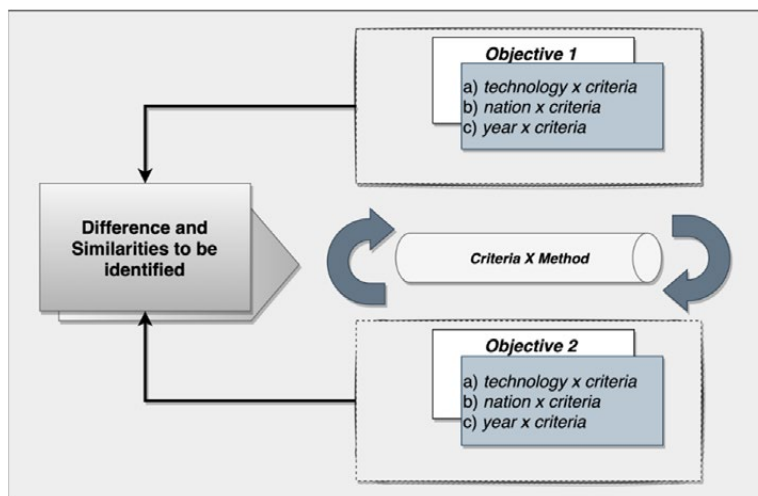 Objective 1
a) technology x criteria
b) nation x criteria
c) year x criteria
Difference and
Similarities to be
identified
Criteria X Method
Objective 2
a) technology x criteria
b) nation x criteria
c) year x criteria